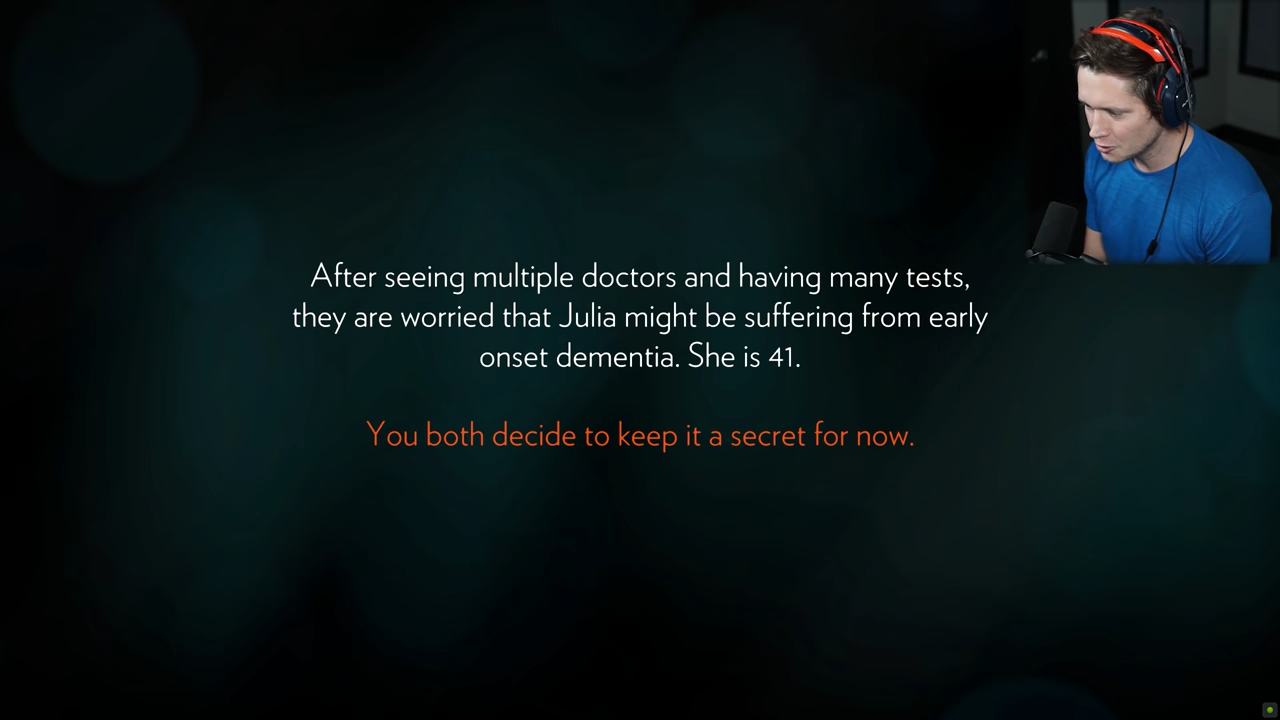 After seeing multiple doctors and having many tests,
they are worried that Julia might be suffering from early
onset dementia. She is 41.
You both decide to keep it a secret for now.